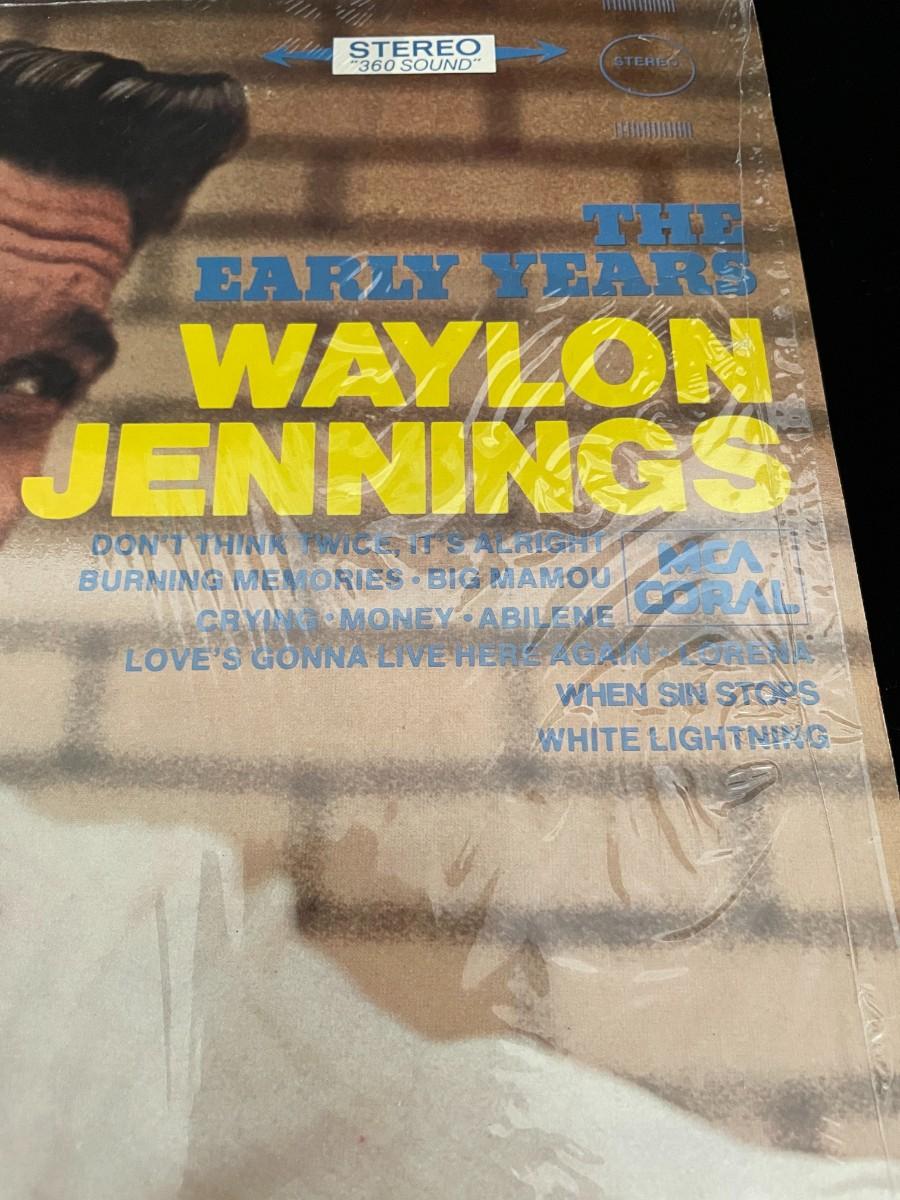 STEREO
"360 SOUND"
STEREO
THE
EARLY YEARS
WAYLON
JENNINGS
DON'T THINK TWICE, IT'S ALRIGHT
BURNING MEMORIES • BIG MAMOU
CRYING • MONEY • ABILENE
MCA
CORAL
LOVE'S GONNA LIVE HERE AGAIN • LORENA
WHEN SIN STOPS
WHITE LIGHTNING